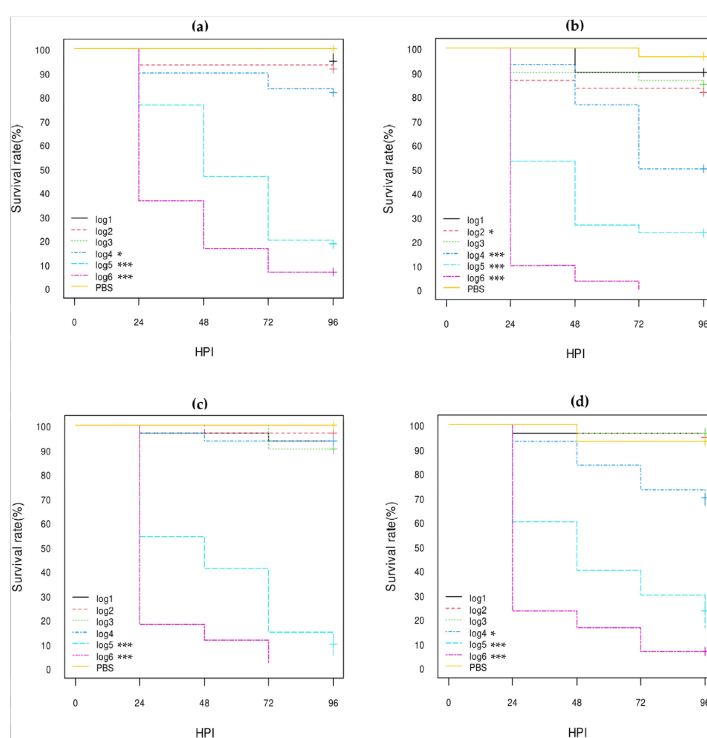 (a)
100
90
80
70
60
50
40
30
20
10
0
Survival rate(%)
log1
log2
log3
log4 *
log5 ***
log6 ***
PBS
0 24 48 72 96
HPI
(b)
100
90
80
70
60
50
40
30
20
10
0
Survival rate(%)
log1
log2 *
log3
log4 ***
log5 ***
log6 ***
PBS
0 24 48 72 96
HPI
(c)
100
90
80
70
60
50
40
30
20
10
0
Survival rate(%)
log1
log2
log3
log4
log5 ***
log6 ***
PBS
0 24 48 72 96
HPI
(d)
100
90
80
70
60
50
40
30
20
10
0
Survival rate(%)
log1
log2
log3
log4 *
log5 ***
log6 ***
PBS
0 24 48 72 96
HPI